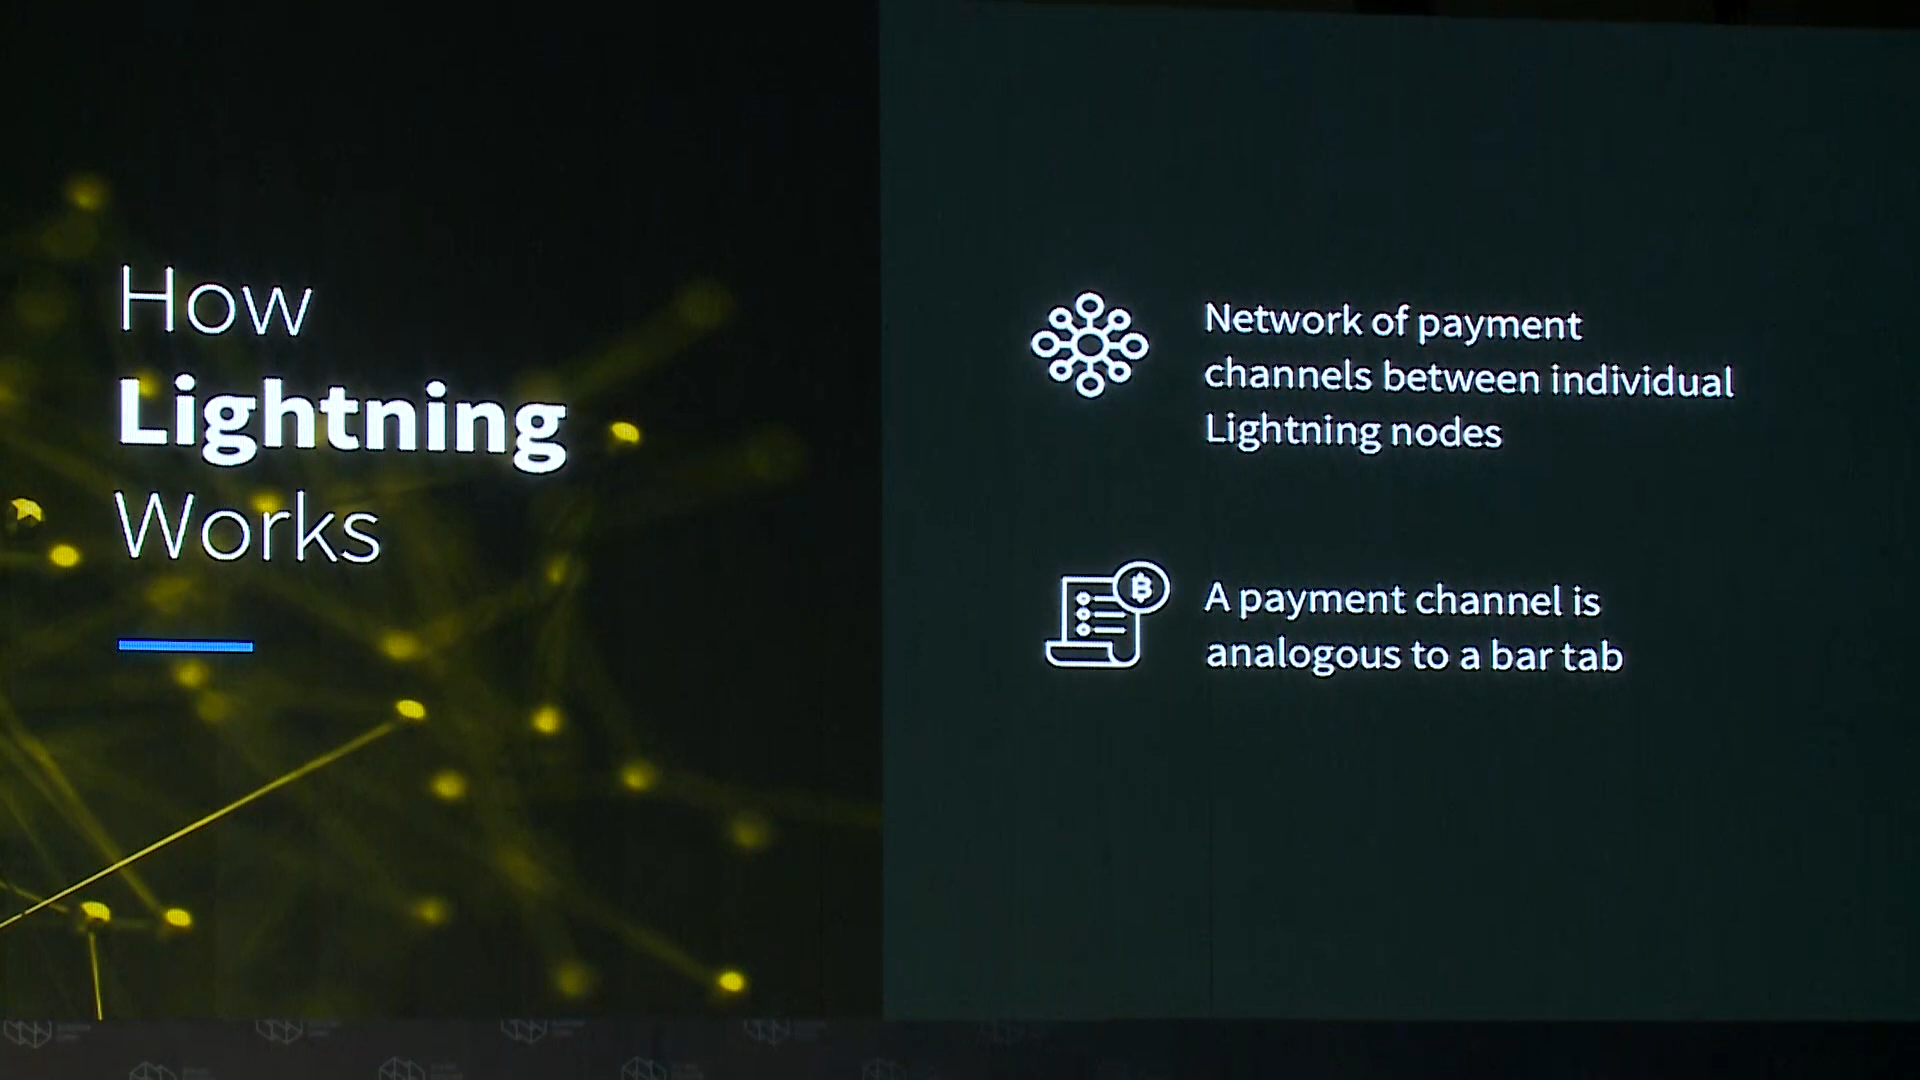 How
Lightning
Works
Network of payment
channels between individual
Lightning nodes
A payment channel is
analogous to a bar tab